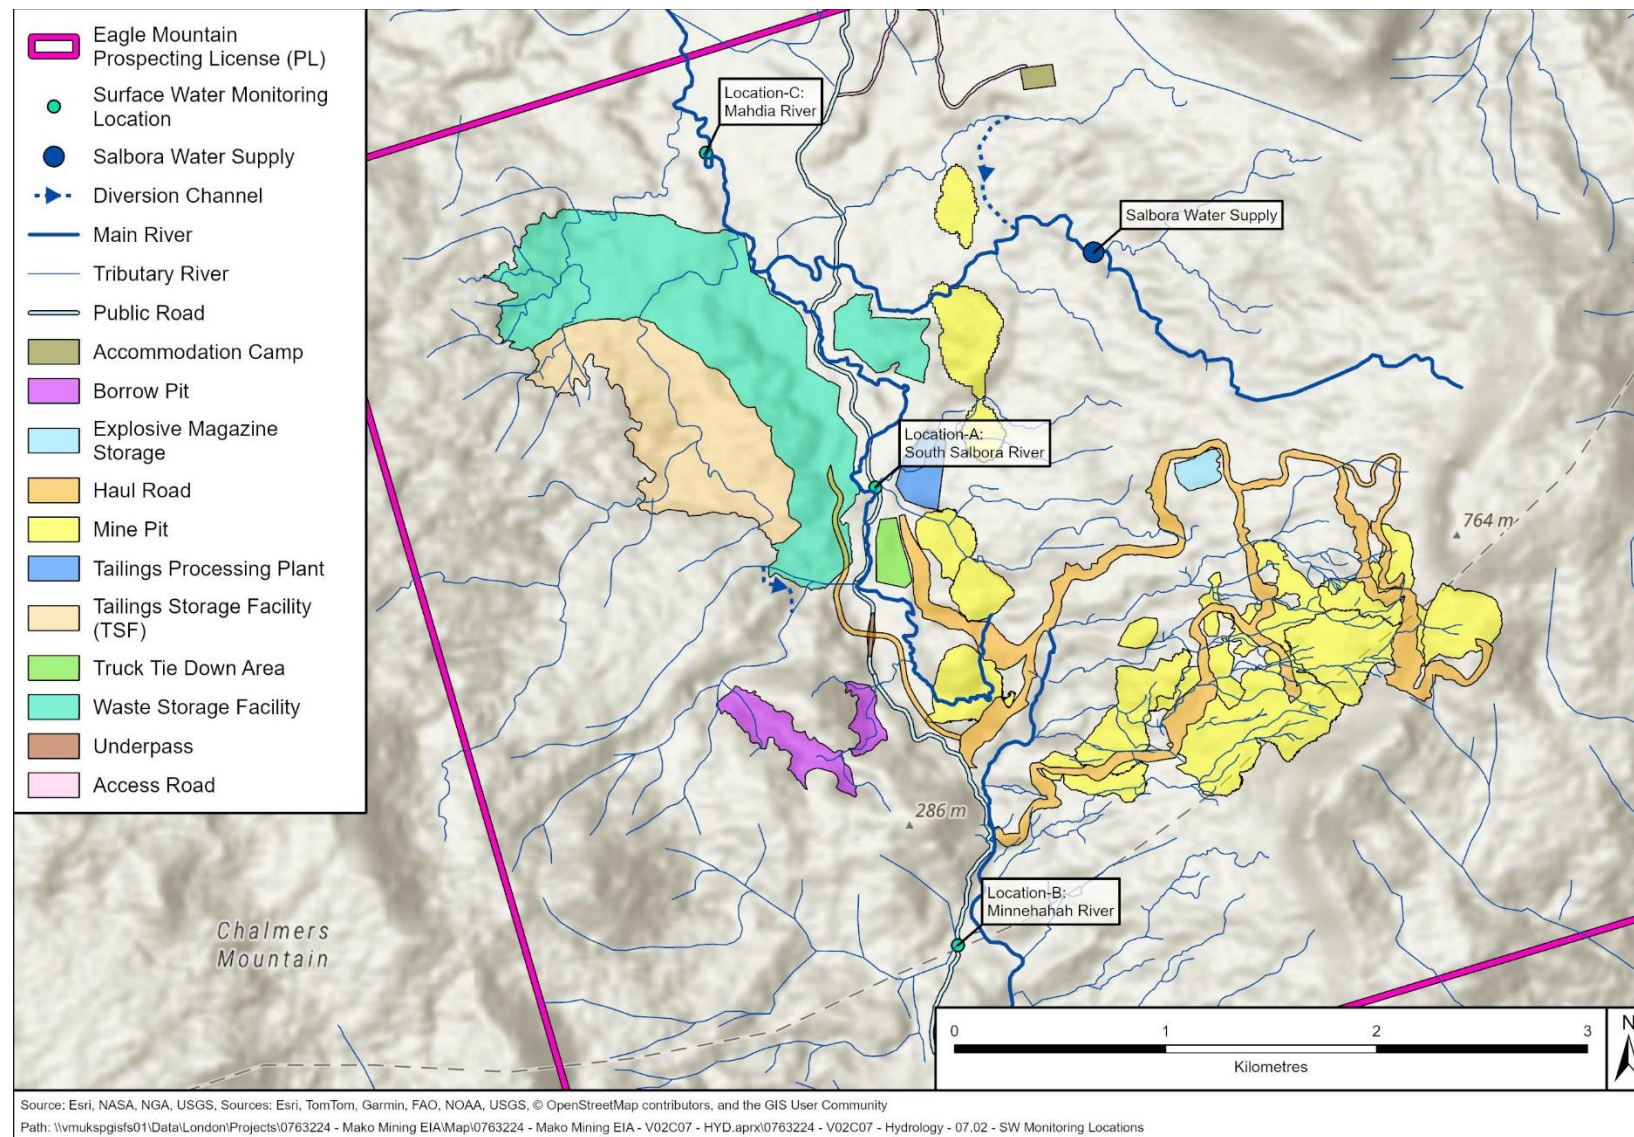 Eagle Mountain
Prospecting License (PL)
Surface Water Monitoring
Location
Salbora Water Supply
Diversion Channel
Main River
Tributary River
Public Road
Accommodation Camp
Borrow Pit
Explosive Magazine
Storage
Haul Road
Mine Pit
Tailings Processing Plant
Tailings Storage Facility
(TSF)
Truck Tie Down Area
Waste Storage Facility
Underpass
Access Road
Location-C:
Mahdia River
Salbora Water Supply
Location-A:
South Salbora River
764 m
286 m
Location-B:
Minnehahah River
Chalmers
Mountain
0 1 2 3
Kilometres
N
Source: Esri, NASA, NGA, USGS, Sources: Esri, TomTom, Garmin, FAO, NOAA, USGS, © OpenStreetMap contributors, and the GIS User Community
Path: \\vmukspgisfs01\Data\London\Projects\0763224 - Mako Mining EIA\Map\0763224 - Mako Mining EIA - V02C07 - HYD.aprx\0763224 - V02C07 - Hydrology - 07.02 - SW Monitoring Locations